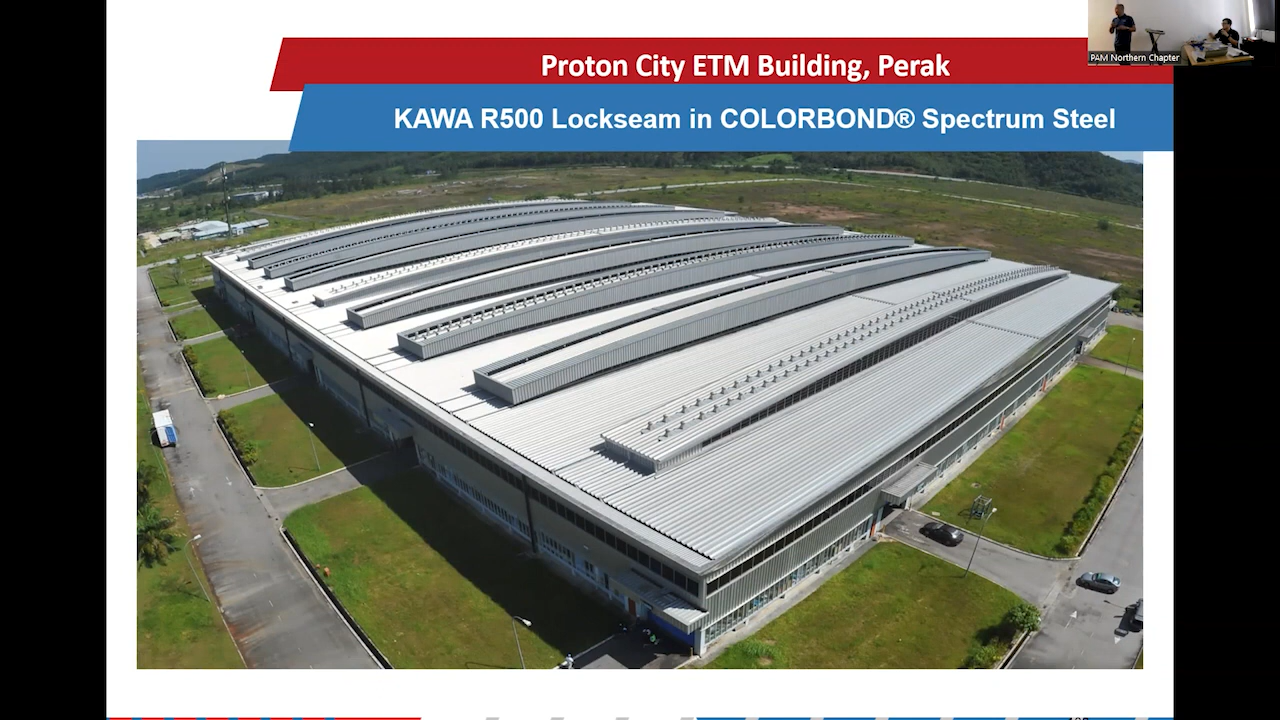 Proton City ETM Building, Perak
PAM Northern Chapter
KAWA R500 Lockseam in COLORBOND® Spectrum Steel